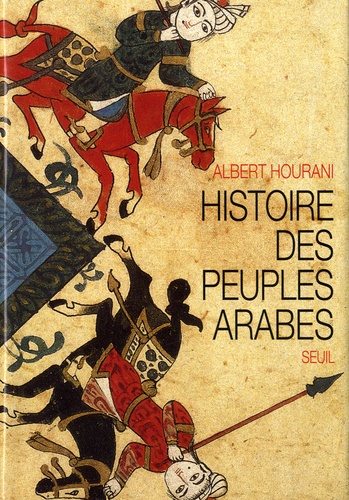 ALBERT HOURANI
HISTOIRE
DES
PEUPLES
ARABES
SEUIL